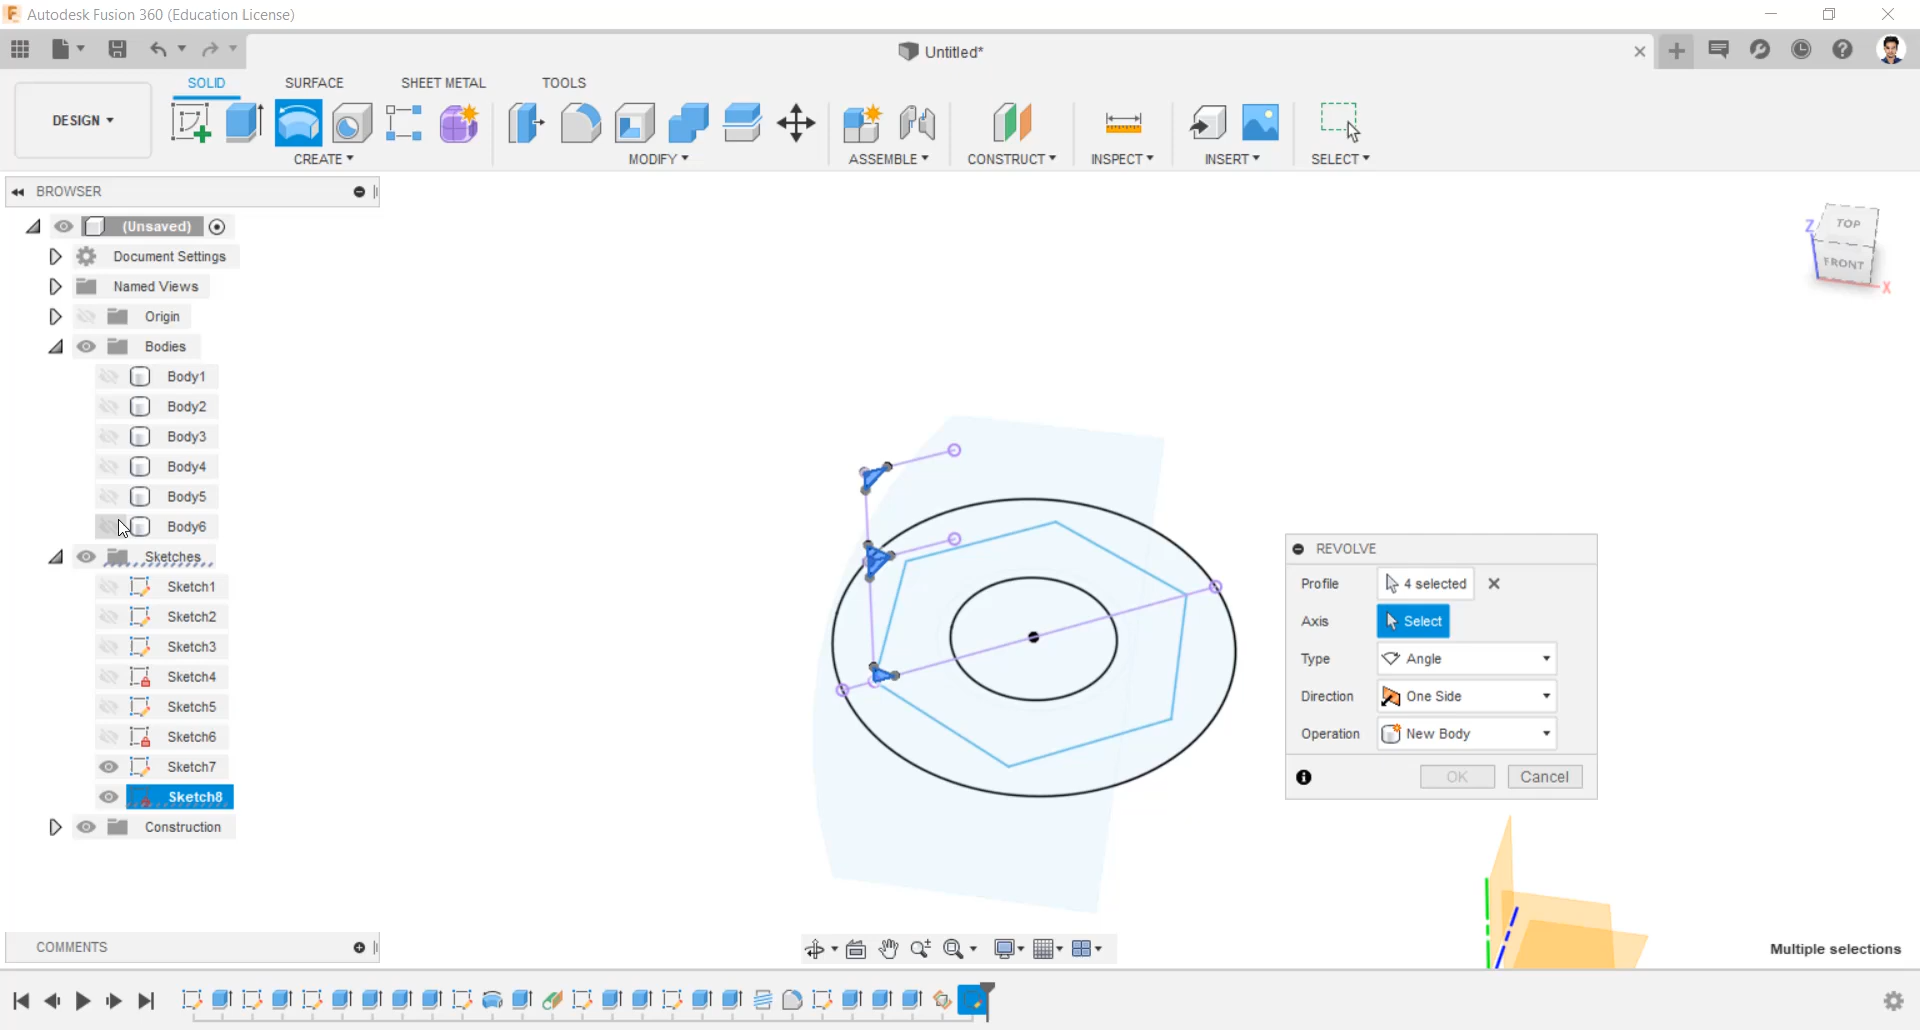 Autodesk Fusion 360 (Education License)
Untitled*
SOLID SURFACE SHEET METAL TOOLS
DESIGN
CREATE MODIFY ASSEMBLE CONSTRUCT INSPECT INSERT SELECT
BROWSER
(Unsaved)
Document Settings
Named Views
Origin
Bodies
Body1
Body2
Body3
Body4
Body5
Body6
Sketches
Sketch1
Sketch2
Sketch3
Sketch4
Sketch5
Sketch6
Sketch7
Sketch8
Construction
TOP
FRONT
Z
X
REVOLVE
Profile 4 selected
Axis Select
Type Angle
Direction One Side
Operation New Body
OK Cancel
COMMENTS
Multiple selections